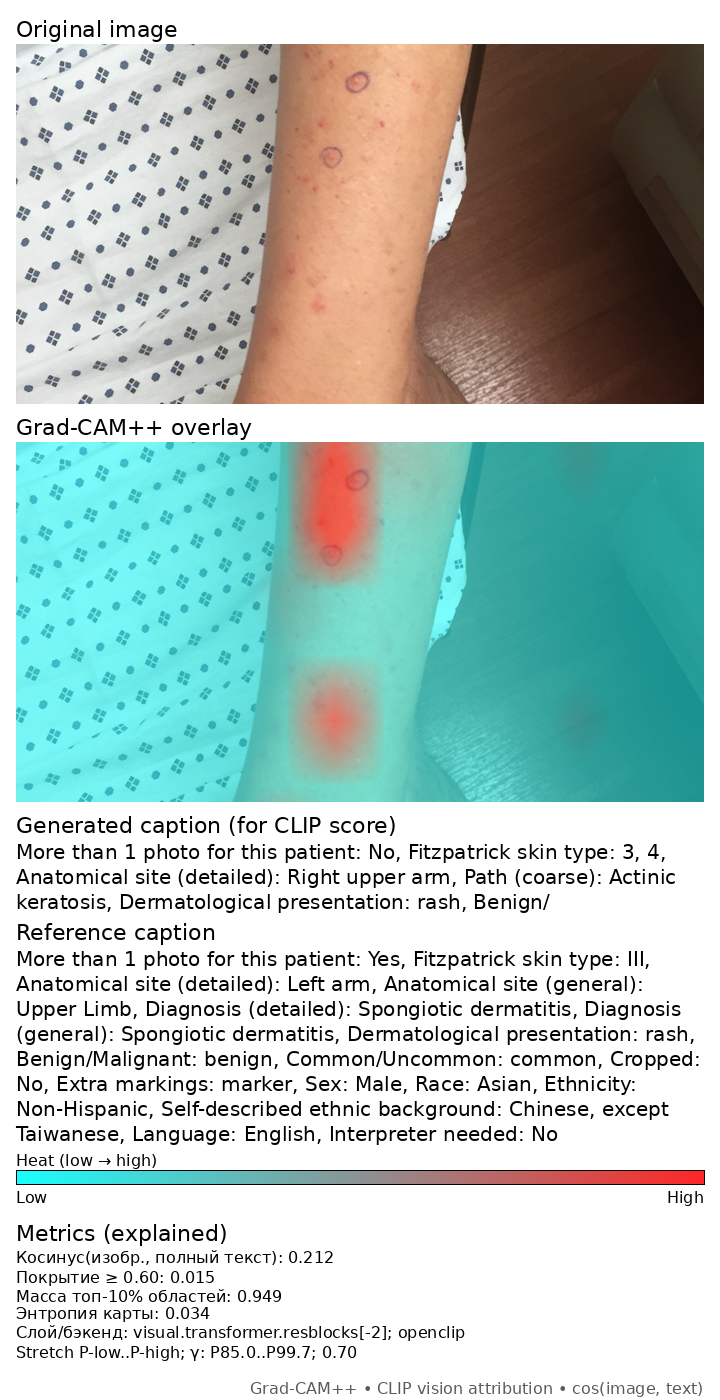 Original image
Grad-CAM++ overlay
Generated caption (for CLIP score)
More than 1 photo for this patient: No, Fitzpatrick skin type: 3, 4,
Anatomical site (detailed): Right upper arm, Path (coarse): Actinic
keratosis, Dermatological presentation: rash, Benign/
Reference caption
More than 1 photo for this patient: Yes, Fitzpatrick skin type: III,
Anatomical site (detailed): Left arm, Anatomical site (general):
Upper Limb, Diagnosis (detailed): Spongiotic dermatitis, Diagnosis
(general): Spongiotic dermatitis, Dermatological presentation: rash,
Benign/Malignant: benign, Common/Uncommon: common, Cropped:
No, Extra markings: marker, Sex: Male, Race: Asian, Ethnicity:
Non-Hispanic, Self-described ethnic background: Chinese, except
Taiwanese, Language: English, Interpreter needed: No
Heat (low → high)
Low High
Metrics (explained)
Косинус(изобр., полный текст): 0.212
Покрытие ≥ 0.60: 0.015
Масса топ-10% областей: 0.949
Энтропия карты: 0.034
Слой/бэкенд: visual.transformer.resblocks[-2]; openclip
Stretch P-low..P-high; γ: P85.0..P99.7; 0.70
Grad-CAM++ • CLIP vision attribution • cos(image, text)